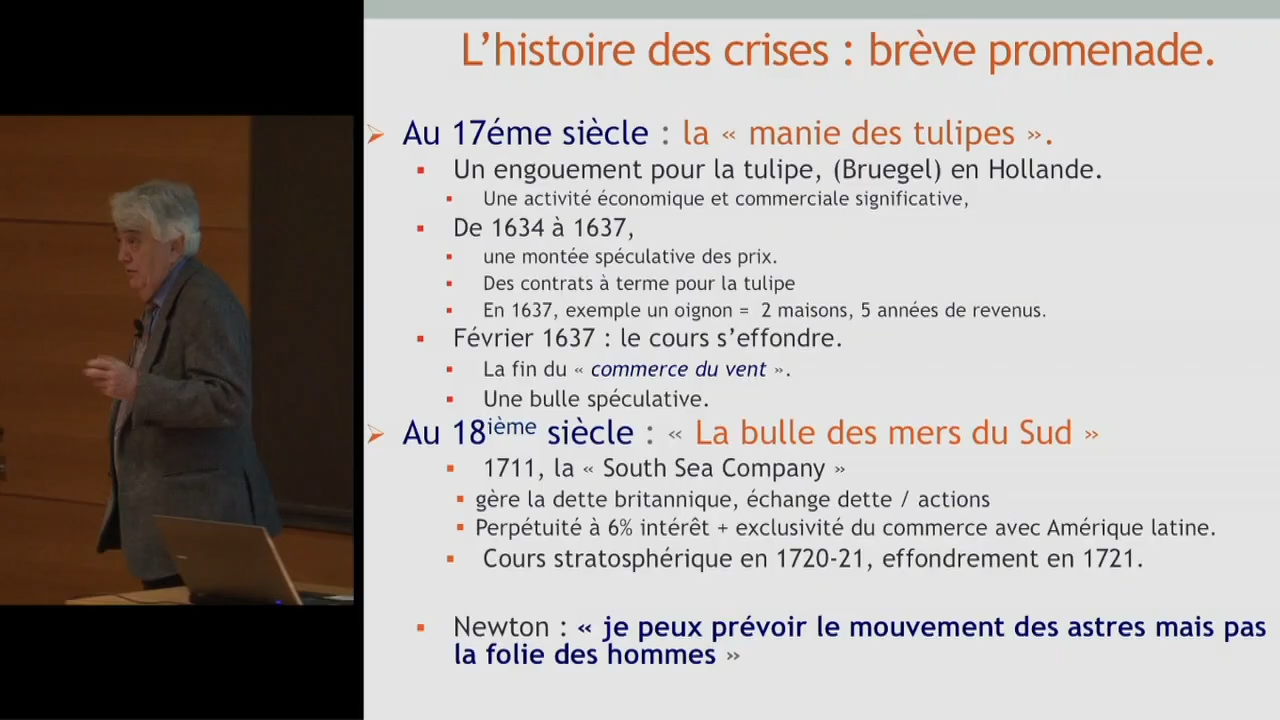 L'histoire des crises : brève promenade.
Au 17éme siècle : la « manie des tulipes ».
Un engouement pour la tulipe, (Bruegel) en Hollande.
Une activité économique et commerciale significative,
De 1634 à 1637,
une montée spéculative des prix.
Des contrats à terme pour la tulipe
En 1637, exemple un oignon = 2 maisons, 5 années de revenus.
Février 1637 : le cours s'effondre.
La fin du « commerce du vent ».
Une bulle spéculative.
Au 18ième siècle : « La bulle des mers du Sud »
1711, la « South Sea Company »
gère la dette britannique, échange dette / actions
Perpétuité à 6% intérêt + exclusivité du commerce avec Amérique latine.
Cours stratosphérique en 1720-21, effondrement en 1721.
Newton : « je peux prévoir le mouvement des astres mais pas
la folie des hommes »